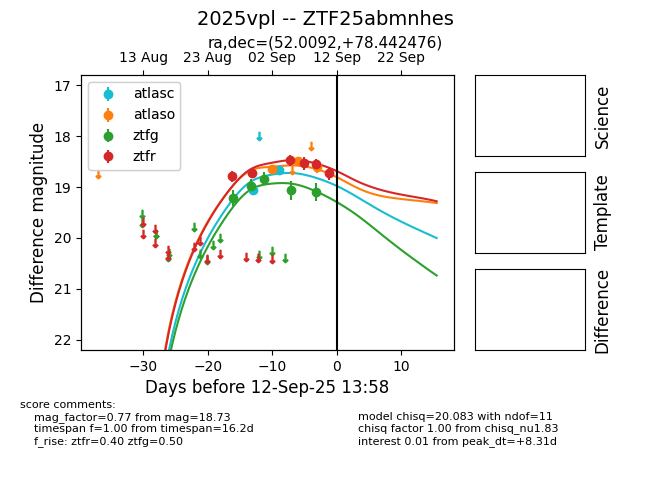 2025vpl -- ZTF25abmnhes
ra,dec=(52.0092,+78.442476)
13 Aug 23 Aug 02 Sep 12 Sep 22 Sep
17
18
19
20
21
22
Difference magnitude
atlasc
atlaso
ztfg
ztfr
−30 −20 −10 0 10
Days before 12-Sep-25 13:58
Science
Template
Difference
score comments:
mag_factor=0.77 from mag=18.73
timespan f=1.00 from timespan=16.2d
f_rise: ztfr=0.40 ztfg=0.50
model chisq=20.083 with ndof=11
chisq factor 1.00 from chisq_nu1.83
interest 0.01 from peak_dt=+8.31d